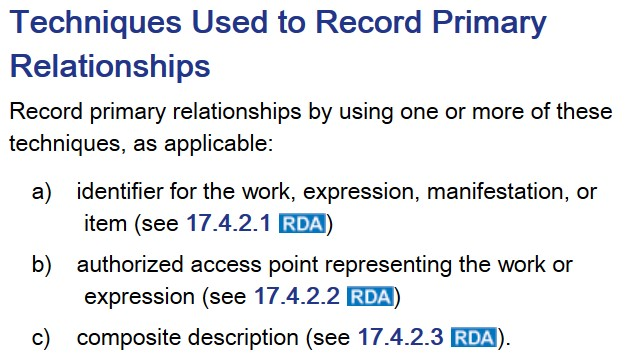 Techniques Used to Record Primary
Relationships
Record primary relationships by using one or more of these
techniques, as applicable:
a) identifier for the work, expression, manifestation, or
item (see 17.4.2.1 RDA)
b) authorized access point representing the work or
expression (see 17.4.2.2 RDA)
c) composite description (see 17.4.2.3 RDA).